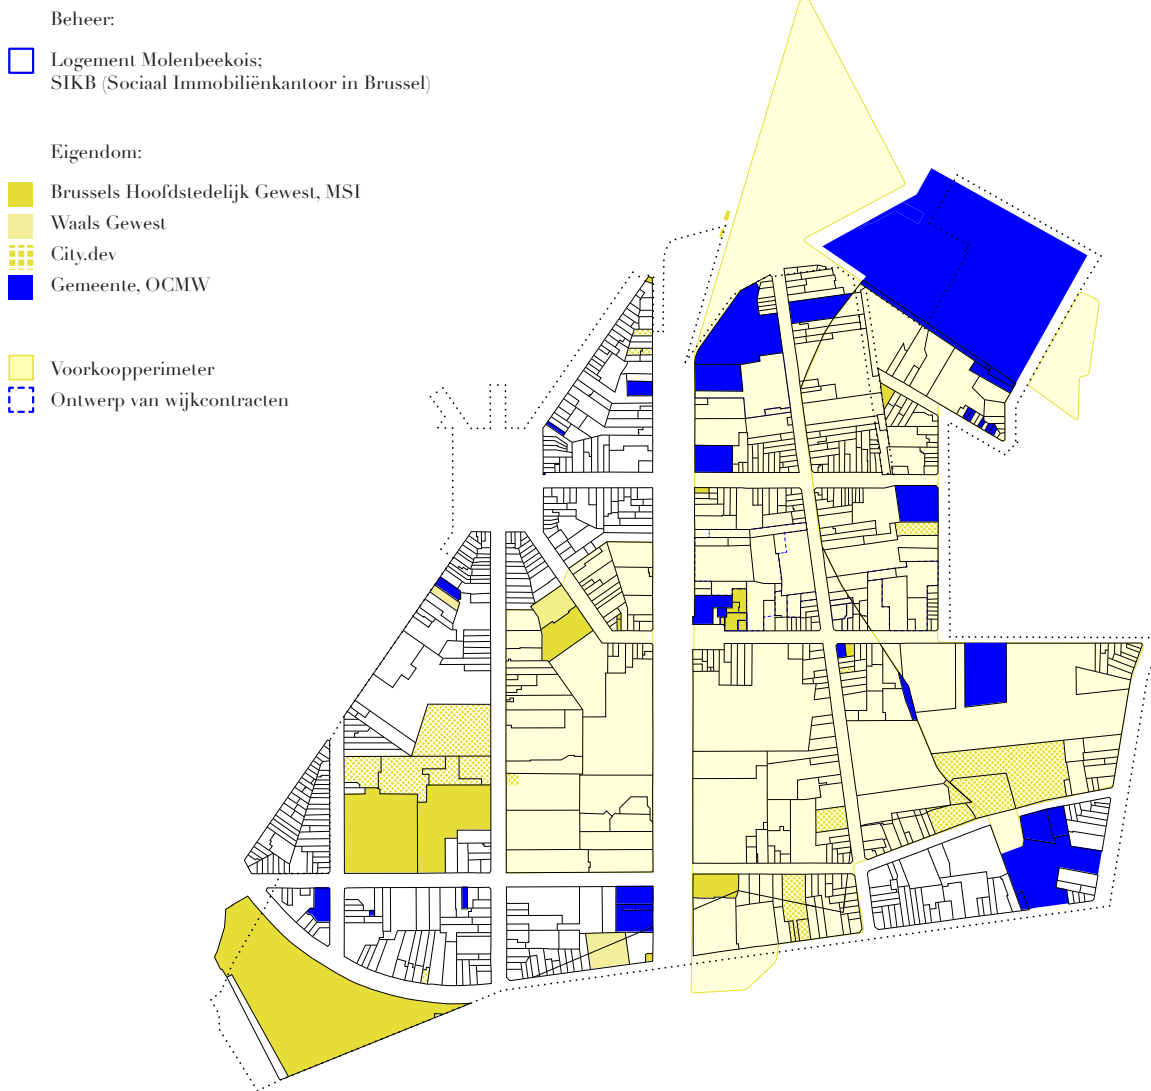 Beheer:
Logement Molenbeekois;
SIKB (Sociaal Immobiliënkantoor in Brussel)
Eigendom:
Brussels Hoofdstedelijk Gewest, MSI
Waals Gewest
City.dev
Gemeente, OCMW
Voorkoopperimeter
Ontwerp van wijkcontracten